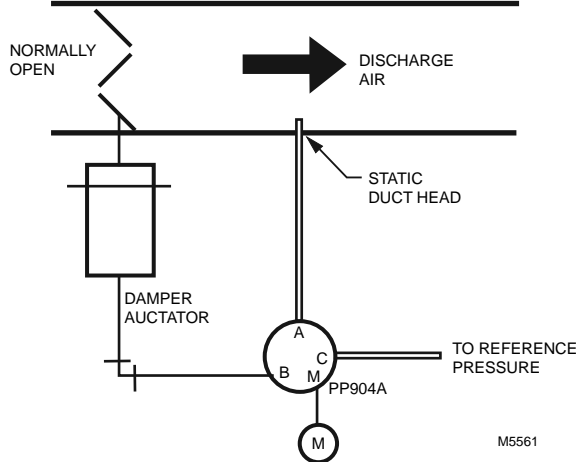 NORMALLY
OPEN
DISCHARGE
AIR
STATIC
DUCT HEAD
DAMPER
AUCTATOR
A
C
B
M
PP904A
TO REFERENCE
PRESSURE
M
M5561